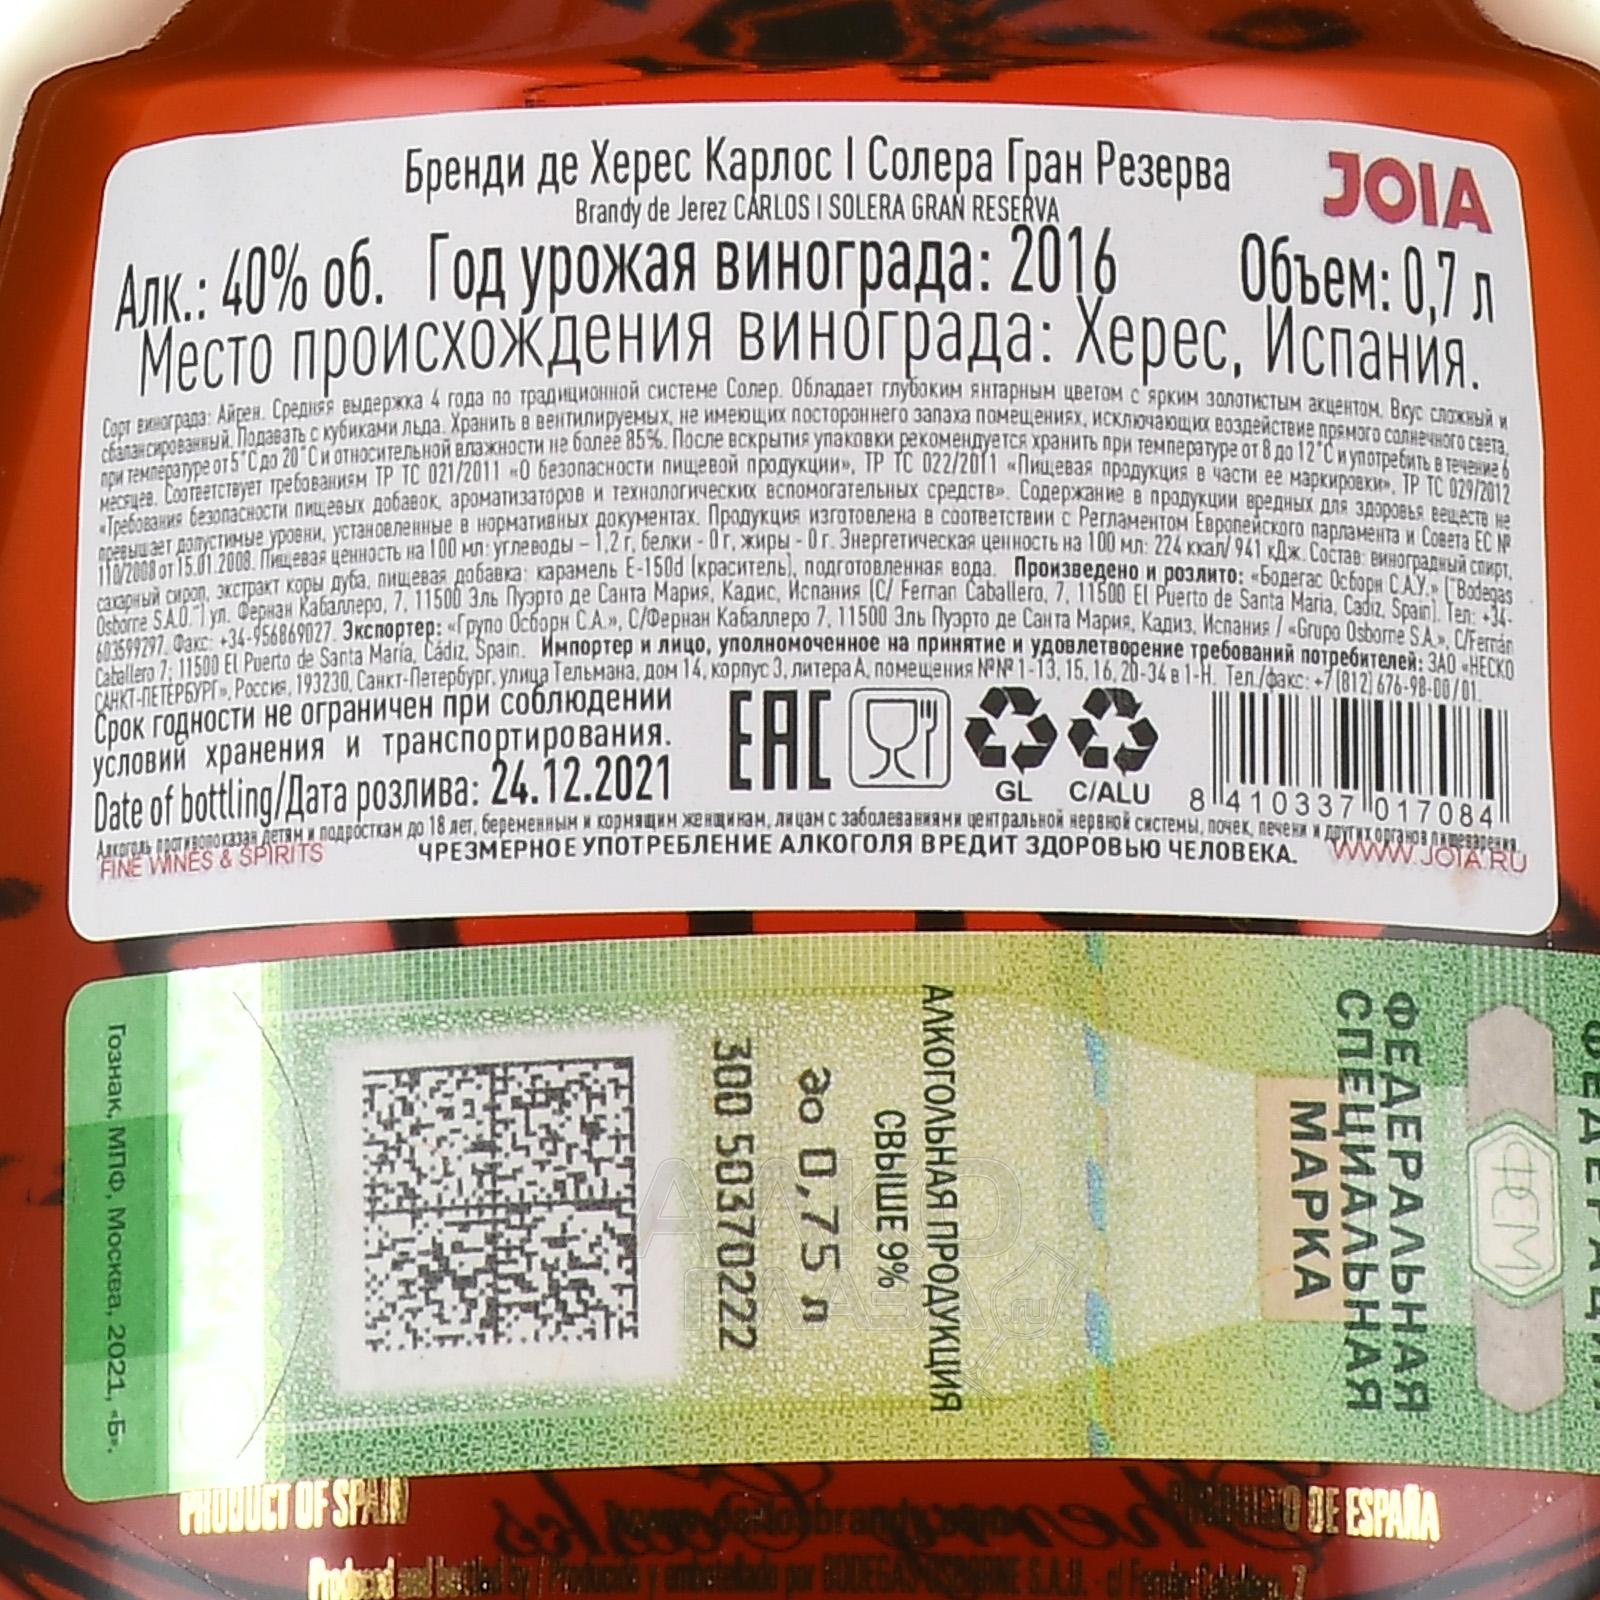 Бренди де Херес Карлос I Солера Гран Резерва
JOIA
Brandy de Jerez CARLOS I SOLERA GRAN RESERVA
Алк.: 40% об. Год урожая винограда: 2016 Объем: 0,7 л
Место происхождения винограда: Херес, Испания.
Сорт винограда: Айрен. Средняя выдержка 4 года по традиционной системе Солер. Обладает глубоким янтарным цветом с ярким золотистым акцентом. Вкус сложный и
сбалансированный. Подавать с кубиками льда. Хранить в вентилируемых, не имеющих постороннего запаха помещениях, исключающих воздействие прямого солнечного света,
при температуре от 5˚С до 20˚С и относительной влажности не более 85%. После вскрытия упаковки рекомендуется хранить при температуре от 8 до 12˚С и употребить в течение 6
месяцев. Соответствует требованиям ТР ТС 021/2011 «О безопасности пищевой продукции», ТР ТС 022/2011 «Пищевая продукция в части ее маркировки», ТР ТС 029/2012
«Требования безопасности пищевых добавок, ароматизаторов и технологических вспомогательных средств». Содержание в продукции вредных для здоровья веществ не
превышает допустимые уровни, установленные в нормативных документах. Продукция изготовлена в соответствии с Регламентом Европейского парламента и Совета ЕС №
110/2008 от 15.01.2008. Пищевая ценность на 100 мл: углеводы – 1,2 г, белки - 0 г, жиры - 0 г. Энергетическая ценность на 100 мл: 224 ккал/ 941 кДж. Состав: виноградный спирт,
сахарный сироп, экстракт коры дуба, пищевая добавка: карамель Е-150d (краситель), подготовленная вода. Произведено и розлито: «Бодегас Осборн С.А.У.» ("Bodegas
Osborne S.A.U.") ул. Фернан Кабаллеро, 7, 11500 Эль Пуэрто де Санта Мария, Кадис, Испания (C/ Fernan Caballero, 7, 11500 El Puerto de Santa Maria, Cadiz, Spain). Тел: +34-
603599297. Факс: +34-956869027. Экспортер: «Групо Осборн С.А.», С/Фернан Кабаллеро 7, 11500 Эль Пуэрто де Санта Мария, Кадиз, Испания / «Grupo Osborne S.A.», C/Fernán
Caballero 7; 11500 El Puerto de Santa María, Cádiz, Spain. Импортер и лицо, уполномоченное на принятие и удовлетворение требований потребителей: ЗАО «НЕСКО
САНКТ-ПЕТЕРБУРГ», Россия, 193230, Санкт-Петербург, улица Тельмана, дом 14, корпус 3, литера А, помещения №№ 1-13, 15, 16, 20-34 в 1-Н. Тел./факс: +7 (812) 676-98-00/01.
Срок годности не ограничен при соблюдении
условий хранения и транспортирования.
Date of bottling/Дата розлива: 24.12.2021
EAC
GL
C/ALU
8 410337 017084
Алкоголь противопоказан детям и подросткам до 18 лет, беременным и кормящим женщинам, лицам с заболеваниями центральной нервной системы, почек, печени и других органов пищеварения.
FINE WINES & SPIRITS
ЧРЕЗМЕРНОЕ УПОТРЕБЛЕНИЕ АЛКОГОЛЯ ВРЕДИТ ЗДОРОВЬЮ ЧЕЛОВЕКА.
WWW.JOIA.RU
Гознак, МПФ, Москва, 2021, «Б».
300 50370222
до 0,75 л
АЛКОГОЛЬНАЯ ПРОДУКЦИЯ
СВЫШЕ 9%
ФЕДЕРАЛЬНАЯ
СПЕЦИАЛЬНАЯ
МАРКА
ФСМ
АЛКО
ПЛАЗА
ru
PRODUCT OF SPAIN
DE ESPAÑA
Produced and bottled by / Producido y embotellado por BODEGAS OSBORNE S.A.U. - c/ Fernán Caballero, 7